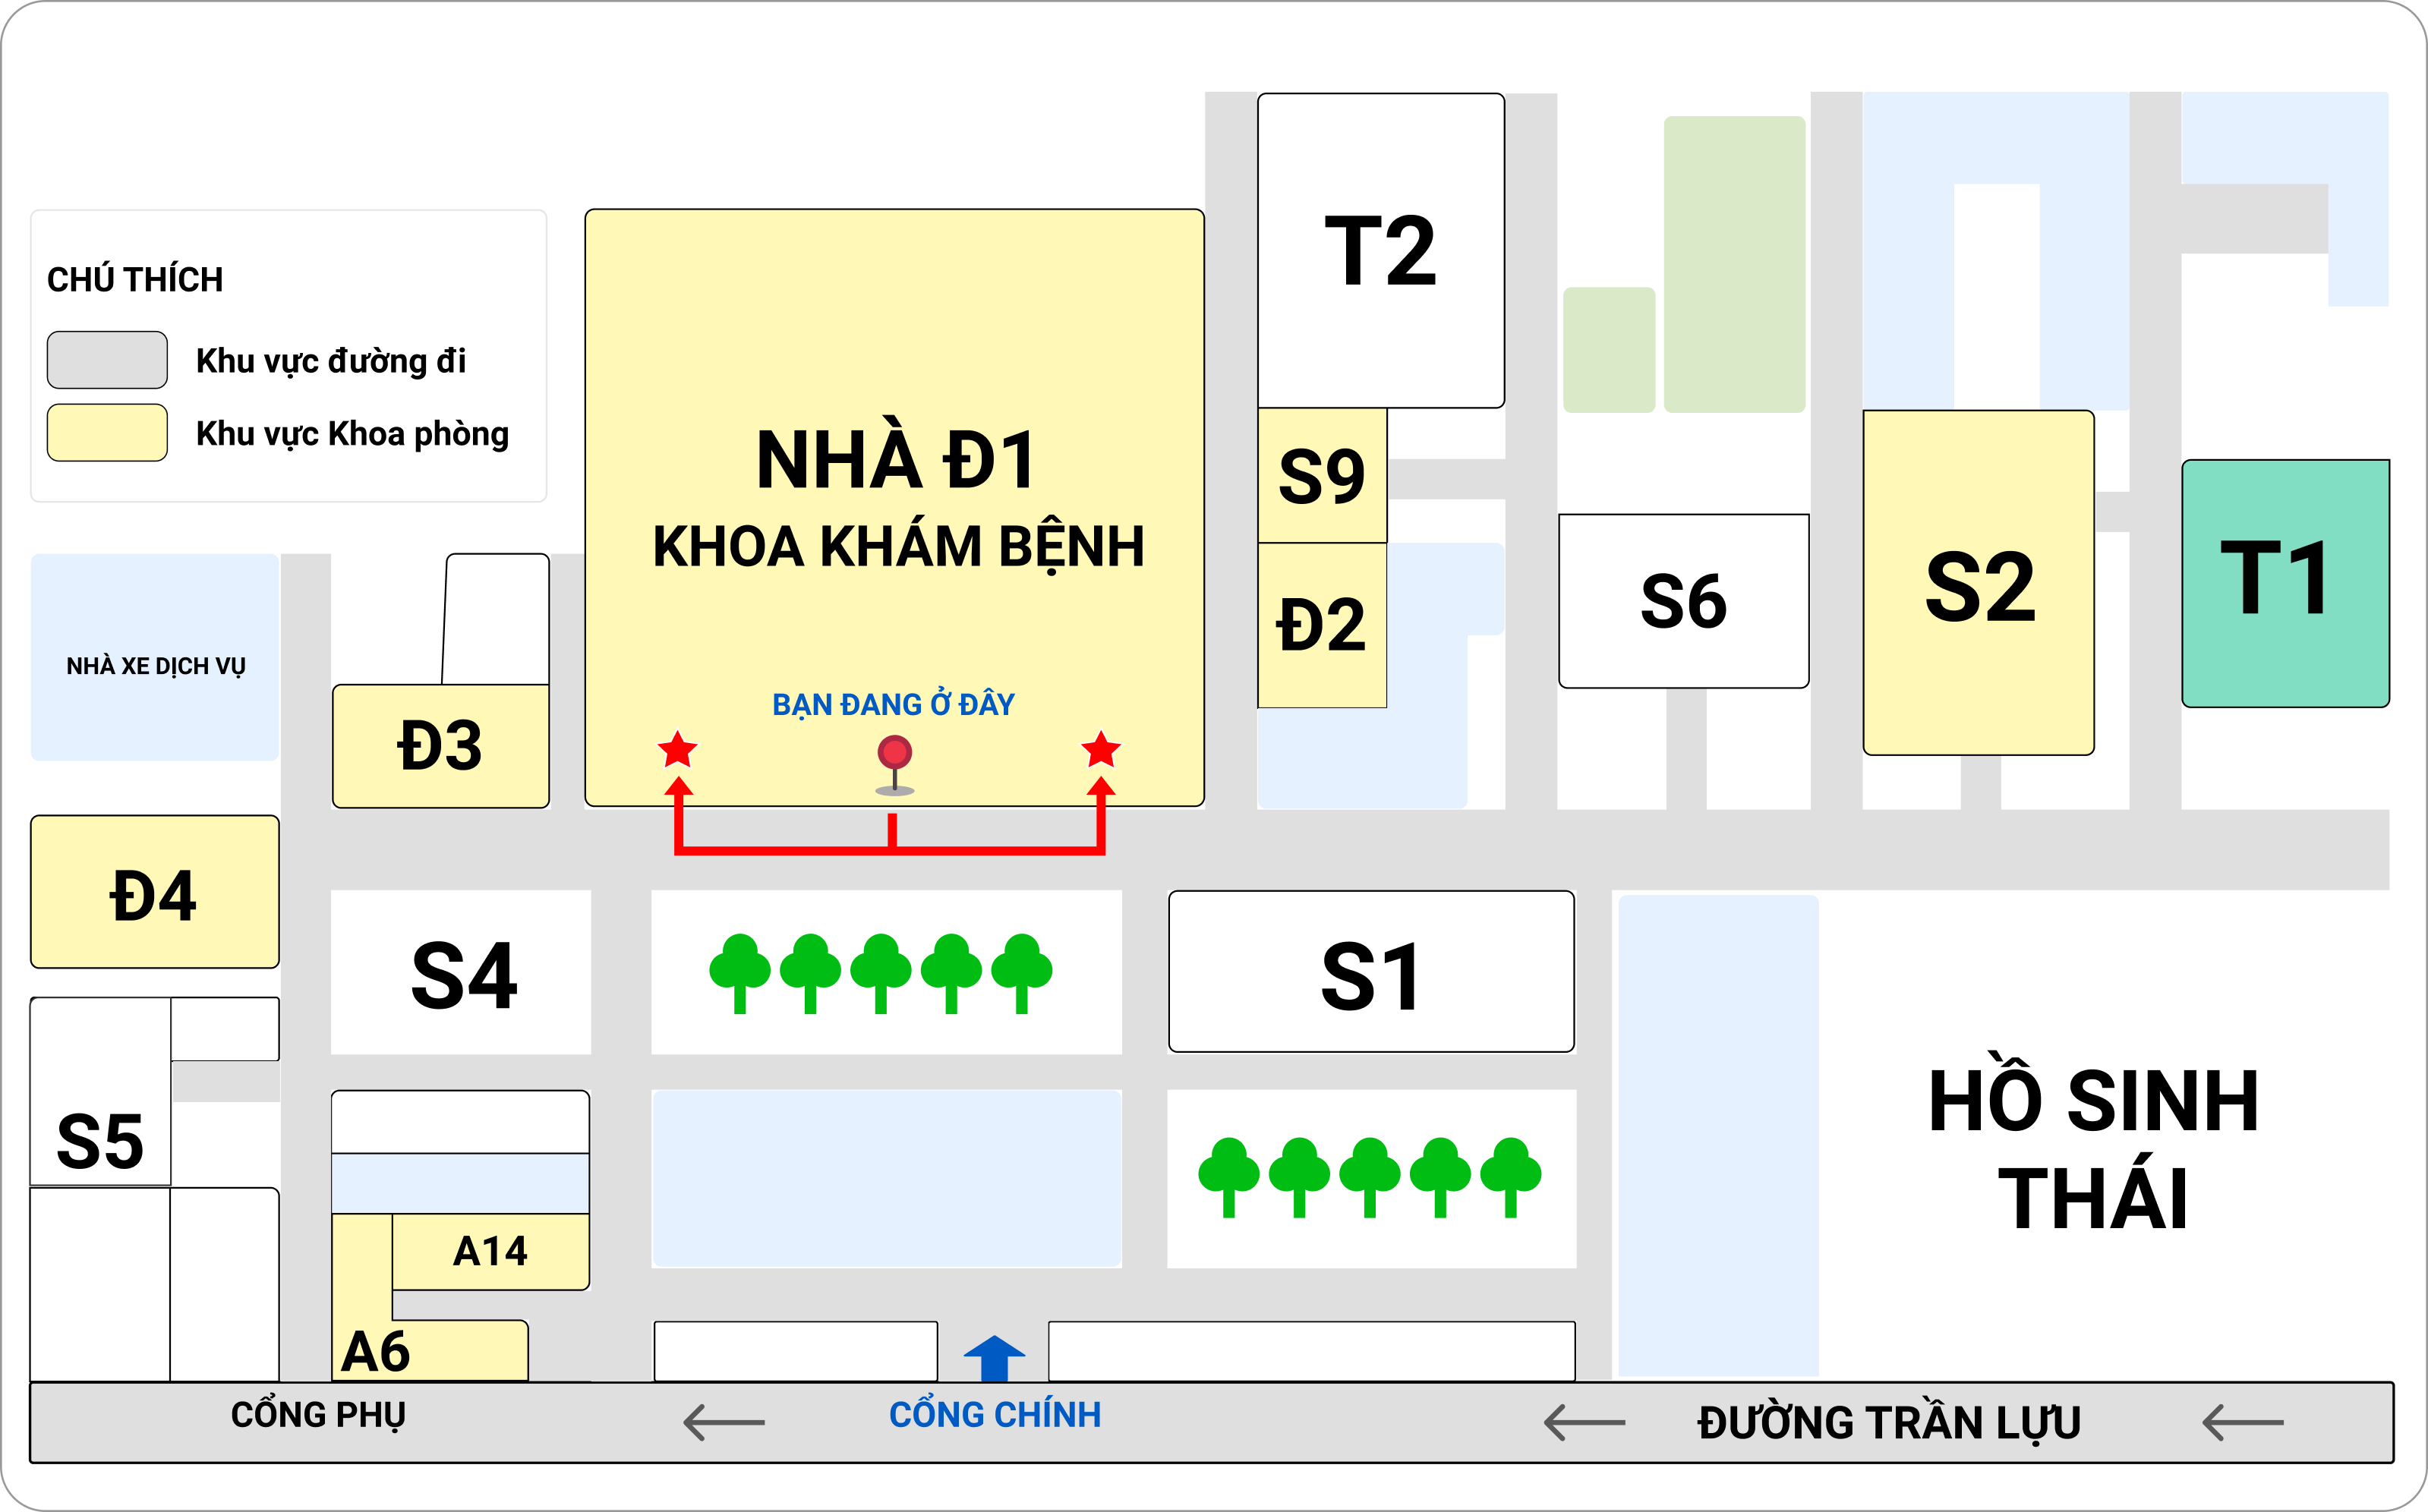 CHÚ THÍCH
Khu vực đường đi
Khu vực Khoa phòng
NHÀ Đ1
KHOA KHÁM BỆNH
BẠN ĐANG Ở ĐÂY
T2
S9
Đ2
S6
S2
T1
NHÀ XE DỊCH VỤ
Đ3
Đ4
S4
S1
S5
HỒ SINH
THÁI
A14
A6
CỔNG PHỤ
CỔNG CHÍNH
ĐƯỜNG TRẦN LỰU